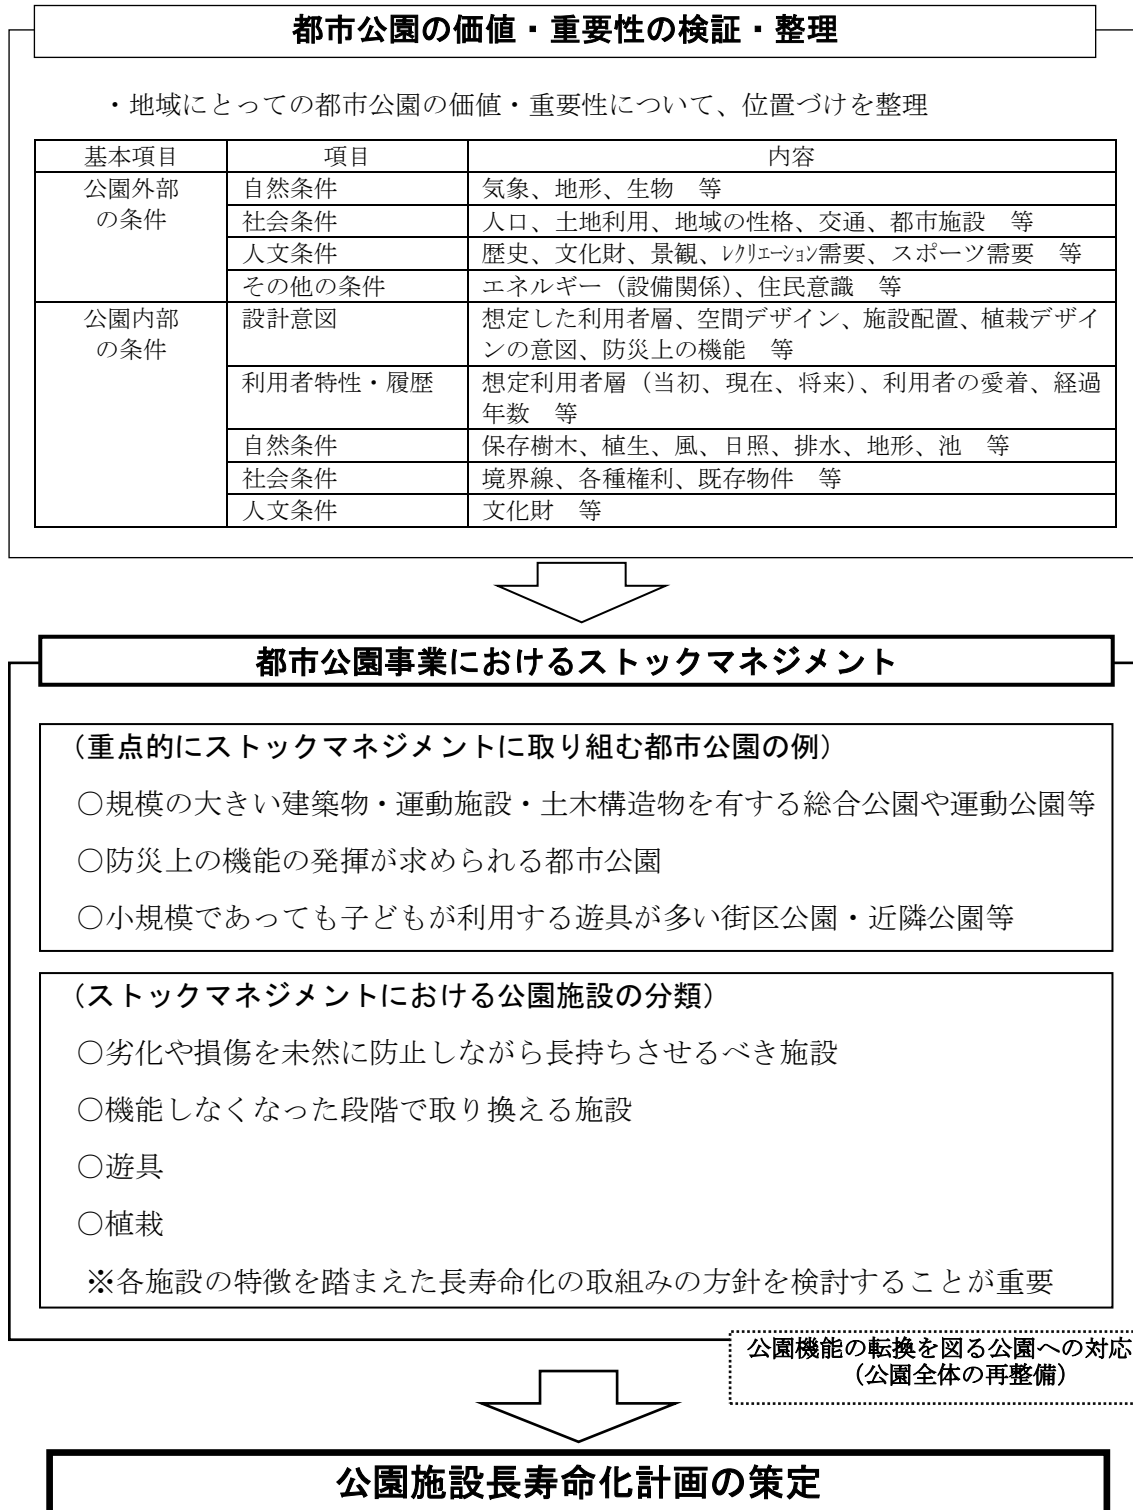 都市公園の価値・重要性の検証・整理
・地域にとっての都市公園の価値・重要性について、位置づけを整理
基本項目 項目 内容
公園外部の条件 自然条件 気象、地形、生物　等
社会条件 人口、土地利用、地域の性格、交通、都市施設　等
人文条件 歴史、文化財、景観、ﾚｸﾘｴｰｼｮﾝ需要、スポーツ需要　等
その他の条件 エネルギー（設備関係）、住民意識　等
公園内部の条件 設計意図 想定した利用者層、空間デザイン、施設配置、植栽デザイ
ンの意図、防災上の機能　等
利用者特性・履歴 想定利用者層（当初、現在、将来）、利用者の愛着、経過
年数　等
自然条件 保存樹木、植生、風、日照、排水、地形、池　等
社会条件 境界線、各種権利、既存物件　等
人文条件 文化財　等
都市公園事業におけるストックマネジメント
（重点的にストックマネジメントに取り組む都市公園の例）
○規模の大きい建築物・運動施設・土木構造物を有する総合公園や運動公園等
○防災上の機能の発揮が求められる都市公園
○小規模であっても子どもが利用する遊具が多い街区公園・近隣公園等
（ストックマネジメントにおける公園施設の分類）
○劣化や損傷を未然に防止しながら長持ちさせるべき施設
○機能しなくなった段階で取り換える施設
○遊具
○植栽
※各施設の特徴を踏まえた長寿命化の取組みの方針を検討することが重要
公園機能の転換を図る公園への対応
（公園全体の再整備）
公園施設長寿命化計画の策定